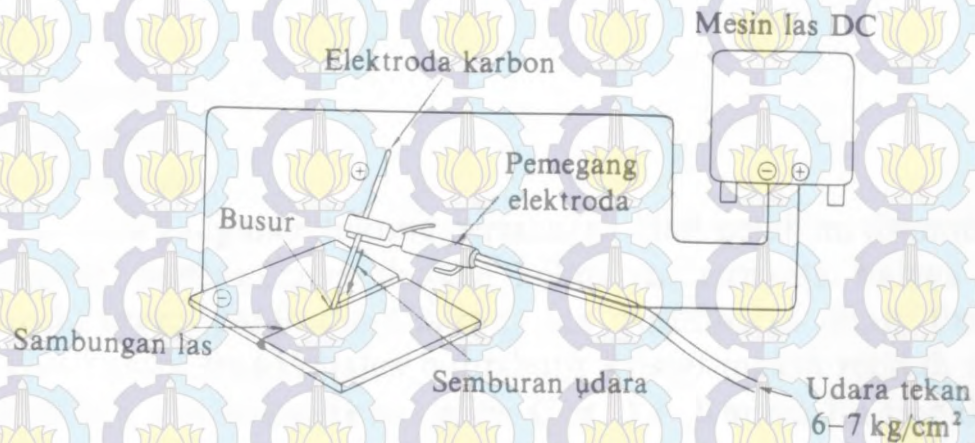 Mesin las DC
Elektroda karbon
⊕
Pemegang
elektroda
⊖ ⊕
Busur
⊖
Sambungan las
Semburan udara
Udara tekan
6–7 kg/cm²